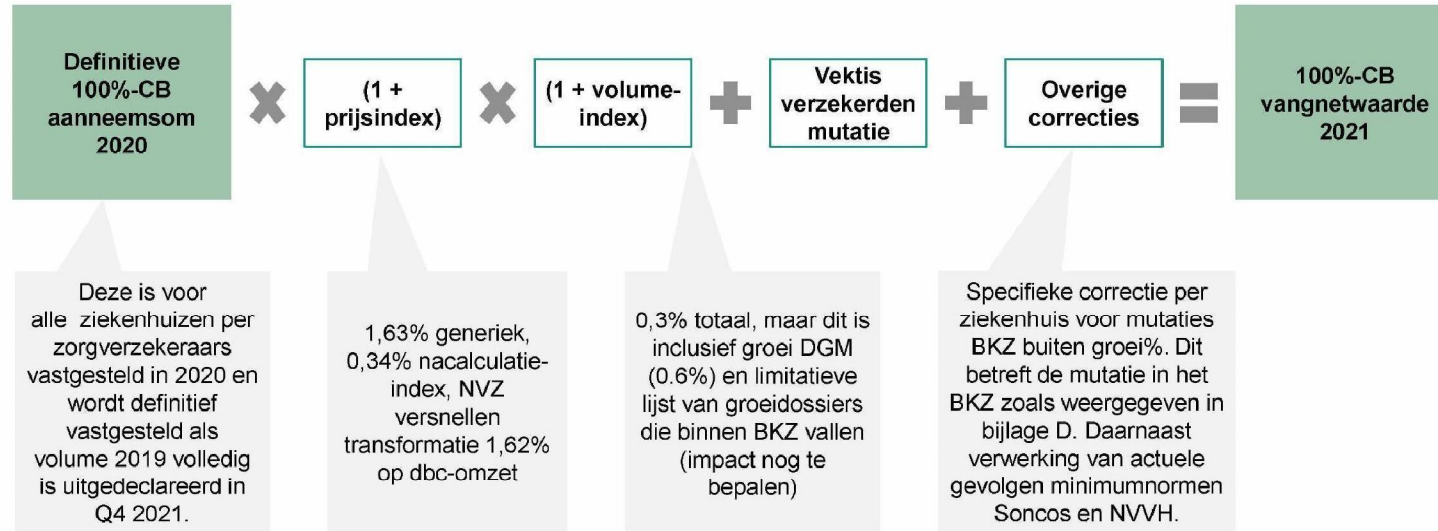 Definitieve
100%-CB
aanneemsom
2020
(1 +
prijsindex)
(1 + volume-
index)
Vektis
verzekerden
mutatie
Overige
correcties
100%-CB
vangnetwaarde
2021
Deze is voor
alle ziekenhuizen per
zorgverzekeraars
vastgesteld in 2020 en
wordt definitief
vastgesteld als
volume 2019 volledig
is uitgedeclareerd in
Q4 2021.
1,63% generiek,
0,34% nacalculatie-
index, NVZ
versnellen
transformatie 1,62%
op dbc-omzet
0,3% totaal, maar dit is
inclusief groei DGM
(0.6%) en limitatieve
lijst van groeidossiers
die binnen BKZ vallen
(impact nog te
bepalen)
Specifieke correctie per
ziekenhuis voor mutaties
BKZ buiten groei%. Dit
betreft de mutatie in het
BKZ zoals weergegeven in
bijlage D. Daarnaast
verwerking van actuele
gevolgen minimumnormen
Soncos en NVVH.